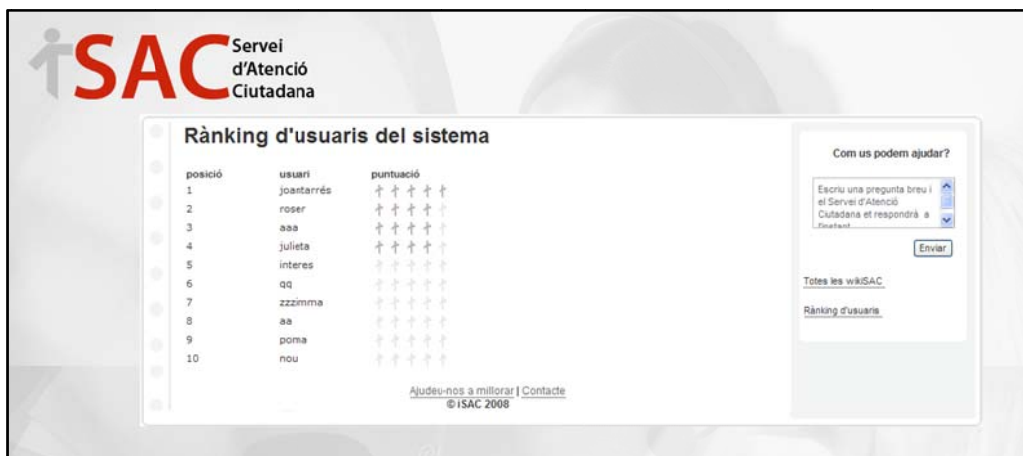 iSAC
Servei
d'Atenció
Ciutadana
Rànking d'usuaris del sistema
posició usuari puntuació
1 joantarrés
2 roser
3 aaa
4 julieta
5 interes
6 qq
7 zzzimma
8 aa
9 poma
10 nou
Ajudeu-nos a millorar | Contacte
© iSAC 2008
Com us podem ajudar?
Escriu una pregunta breu i
el Servei d'Atenció
Ciutadana et respondrà a
l'instant
Enviar
Totes les wikiSAC
Rànking d'usuaris